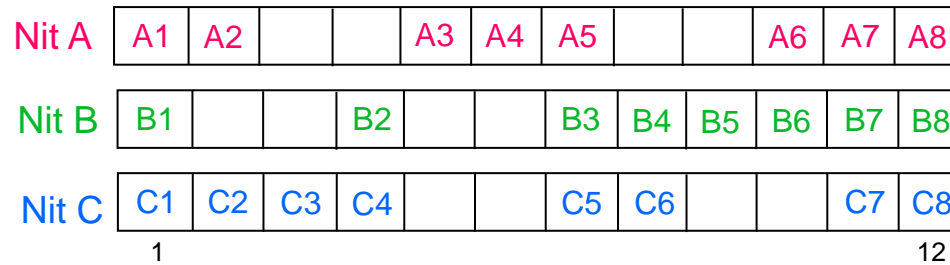 Nit A A1 A2 A3 A4 A5 A6 A7 A8
Nit B B1 B2 B3 B4 B5 B6 B7 B8
Nit C C1 C2 C3 C4 C5 C6 C7 C8
1 12